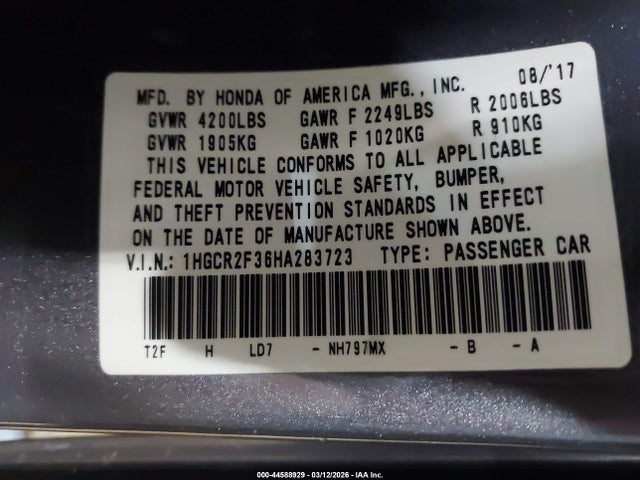 MFD. BY HONDA OF AMERICA MFG., INC. 08/'17
GVWR 4200LBS GAWR F 2249LBS R 2006LBS
GVWR 1905KG GAWR F 1020KG R 910KG
THIS VEHICLE CONFORMS TO ALL APPLICABLE
FEDERAL MOTOR VEHICLE SAFETY, BUMPER,
AND THEFT PREVENTION STANDARDS IN EFFECT
ON THE DATE OF MANUFACTURE SHOWN ABOVE.
V.I.N.: 1HGCR2F36HA283723 TYPE: PASSENGER CAR
T2F H LD7 - NH797MX - B - A
000-44588929 - 03/12/2026 - IAA Inc.